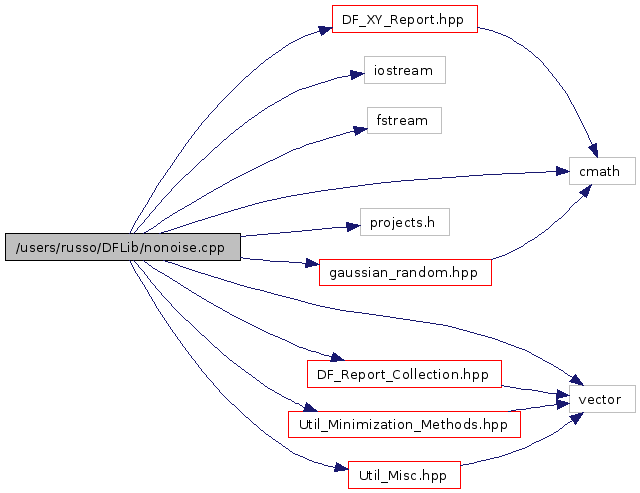 DF_XY_Report.hpp
iostream
fstream
cmath
projects.h
/users/russo/DFLib/nonoise.cpp
gaussian_random.hpp
DF_Report_Collection.hpp
vector
Util_Minimization_Methods.hpp
Util_Misc.hpp